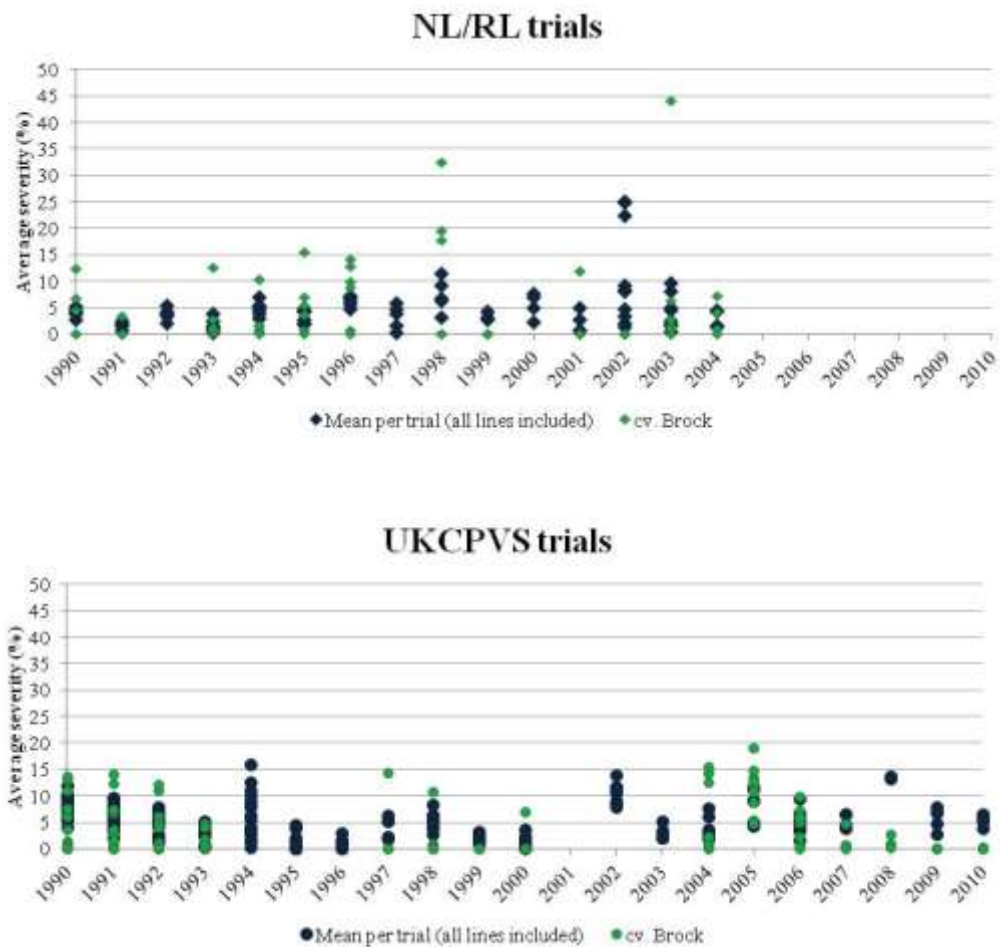 NL/RL trials
Average severity (%)
50
45
40
35
30
25
20
15
10
5
0
1990 1991 1992 1993 1994 1995 1996 1997 1998 1999 2000 2001 2002 2003 2004 2005 2006 2007 2008 2009 2010
Mean per trial (all lines included) cv. Brock
UKCPVS trials
Average severity (%)
50
45
40
35
30
25
20
15
10
5
0
1990 1991 1992 1993 1994 1995 1996 1997 1998 1999 2000 2001 2002 2003 2004 2005 2006 2007 2008 2009 2010
Mean per trial (all lines included) cv. Brock